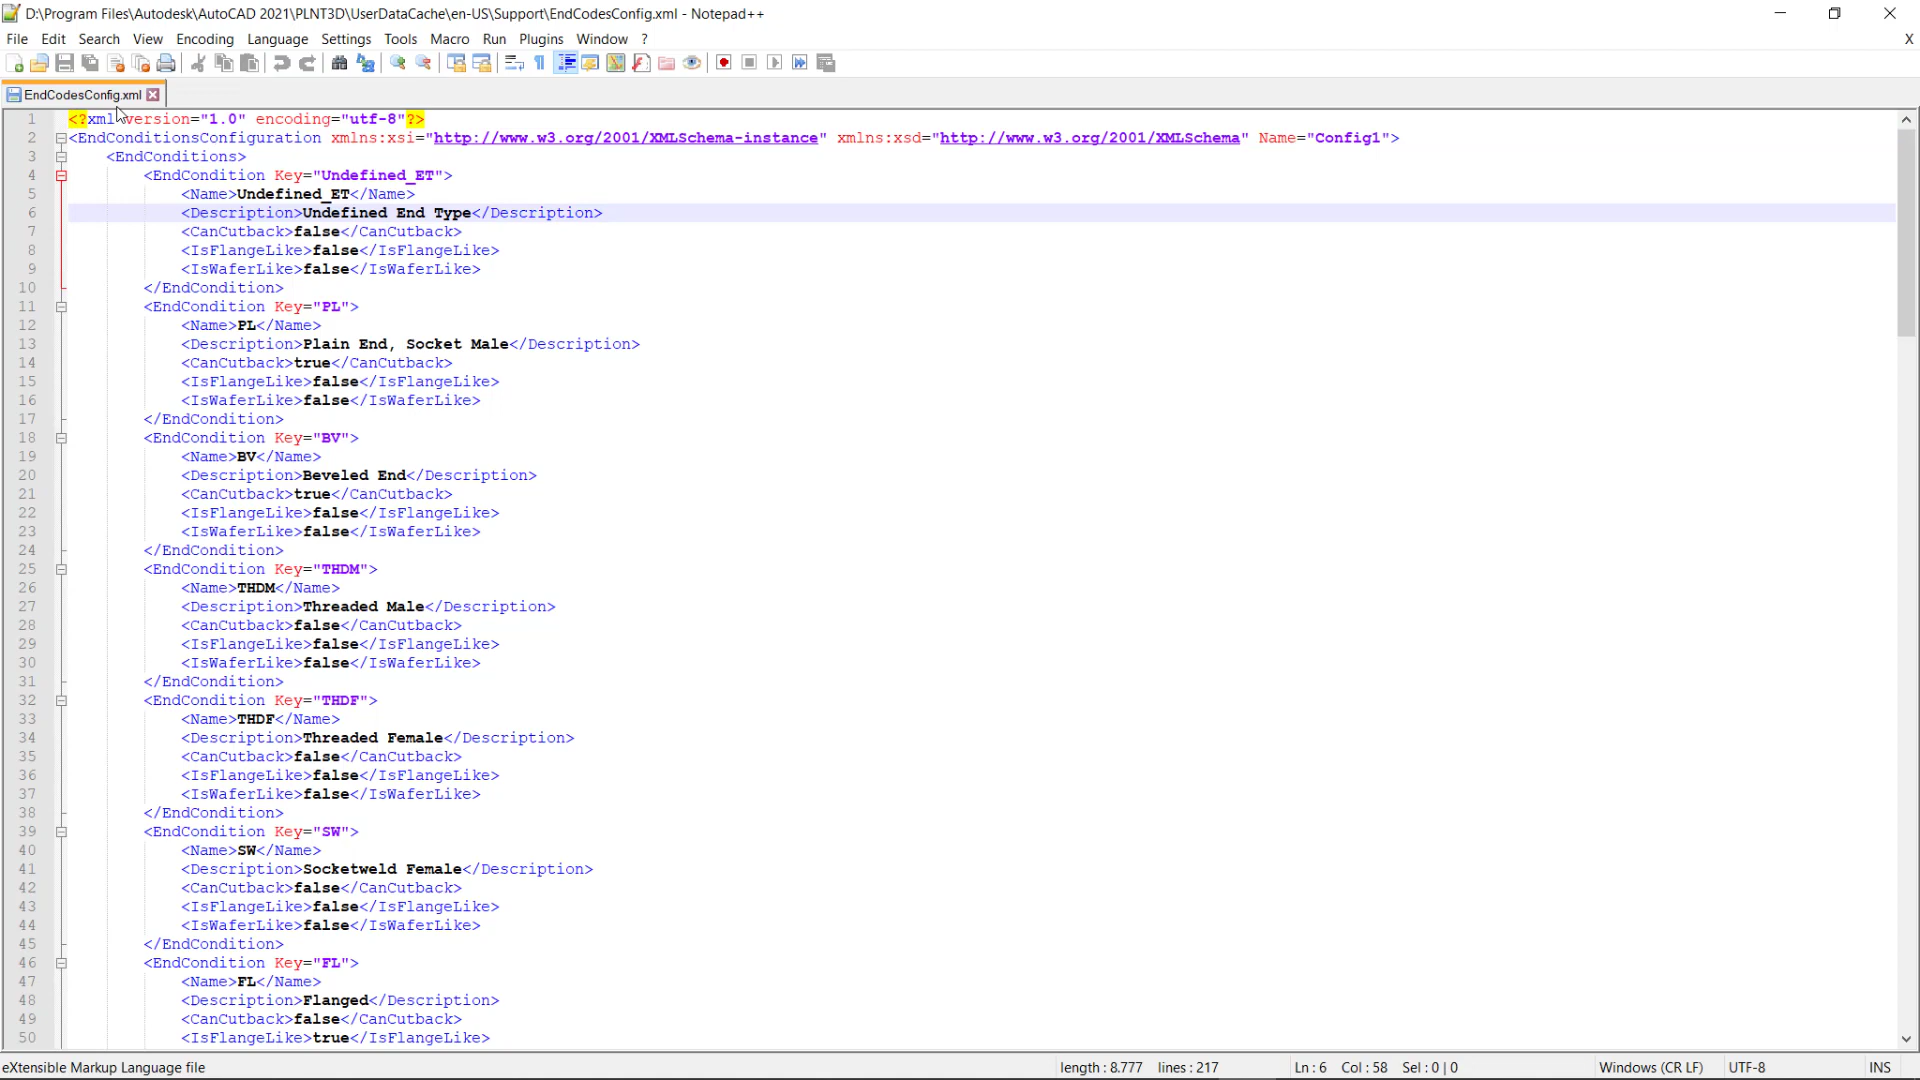 D:\Program Files\Autodesk\AutoCAD 2021\PLNT3D\UserDataCache\en-US\Support\EndCodesConfig.xml - Notepad++
File Edit Search View Encoding Language Settings Tools Macro Run Plugins Window ? X
EndCodesConfig.xml
1 <?xml version="1.0" encoding="utf-8"?>
2 <EndConditionsConfiguration xmlns:xsi="http://www.w3.org/2001/XMLSchema-instance" xmlns:xsd="http://www.w3.org/2001/XMLSchema" Name="Config1">
3 <EndConditions>
4 <EndCondition Key="Undefined_ET">
5 <Name>Undefined_ET</Name>
6 <Description>Undefined End Type</Description>
7 <CanCutback>false</CanCutback>
8 <IsFlangeLike>false</IsFlangeLike>
9 <IsWaferLike>false</IsWaferLike>
10 </EndCondition>
11 <EndCondition Key="PL">
12 <Name>PL</Name>
13 <Description>Plain End, Socket Male</Description>
14 <CanCutback>true</CanCutback>
15 <IsFlangeLike>false</IsFlangeLike>
16 <IsWaferLike>false</IsWaferLike>
17 </EndCondition>
18 <EndCondition Key="BV">
19 <Name>BV</Name>
20 <Description>Beveled End</Description>
21 <CanCutback>true</CanCutback>
22 <IsFlangeLike>false</IsFlangeLike>
23 <IsWaferLike>false</IsWaferLike>
24 </EndCondition>
25 <EndCondition Key="THDM">
26 <Name>THDM</Name>
27 <Description>Threaded Male</Description>
28 <CanCutback>false</CanCutback>
29 <IsFlangeLike>false</IsFlangeLike>
30 <IsWaferLike>false</IsWaferLike>
31 </EndCondition>
32 <EndCondition Key="THDF">
33 <Name>THDF</Name>
34 <Description>Threaded Female</Description>
35 <CanCutback>false</CanCutback>
36 <IsFlangeLike>false</IsFlangeLike>
37 <IsWaferLike>false</IsWaferLike>
38 </EndCondition>
39 <EndCondition Key="SW">
40 <Name>SW</Name>
41 <Description>Socketweld Female</Description>
42 <CanCutback>false</CanCutback>
43 <IsFlangeLike>false</IsFlangeLike>
44 <IsWaferLike>false</IsWaferLike>
45 </EndCondition>
46 <EndCondition Key="FL">
47 <Name>FL</Name>
48 <Description>Flanged</Description>
49 <CanCutback>false</CanCutback>
50 <IsFlangeLike>true</IsFlangeLike>
eXtensible Markup Language file length : 8.777 lines : 217 Ln : 6 Col : 58 Sel : 0 | 0 Windows (CR LF) UTF-8 INS